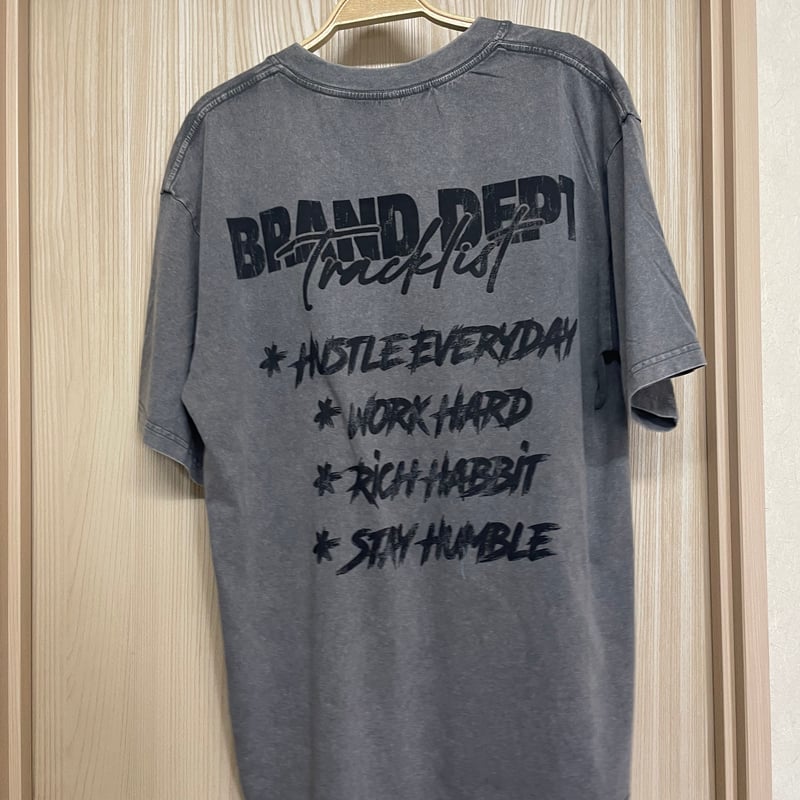 BRAND DEPT
Tracklist
* HUSTLE EVERYDAY
* WORK HARD
* RICH HABBIT
* STAY HUMBLE